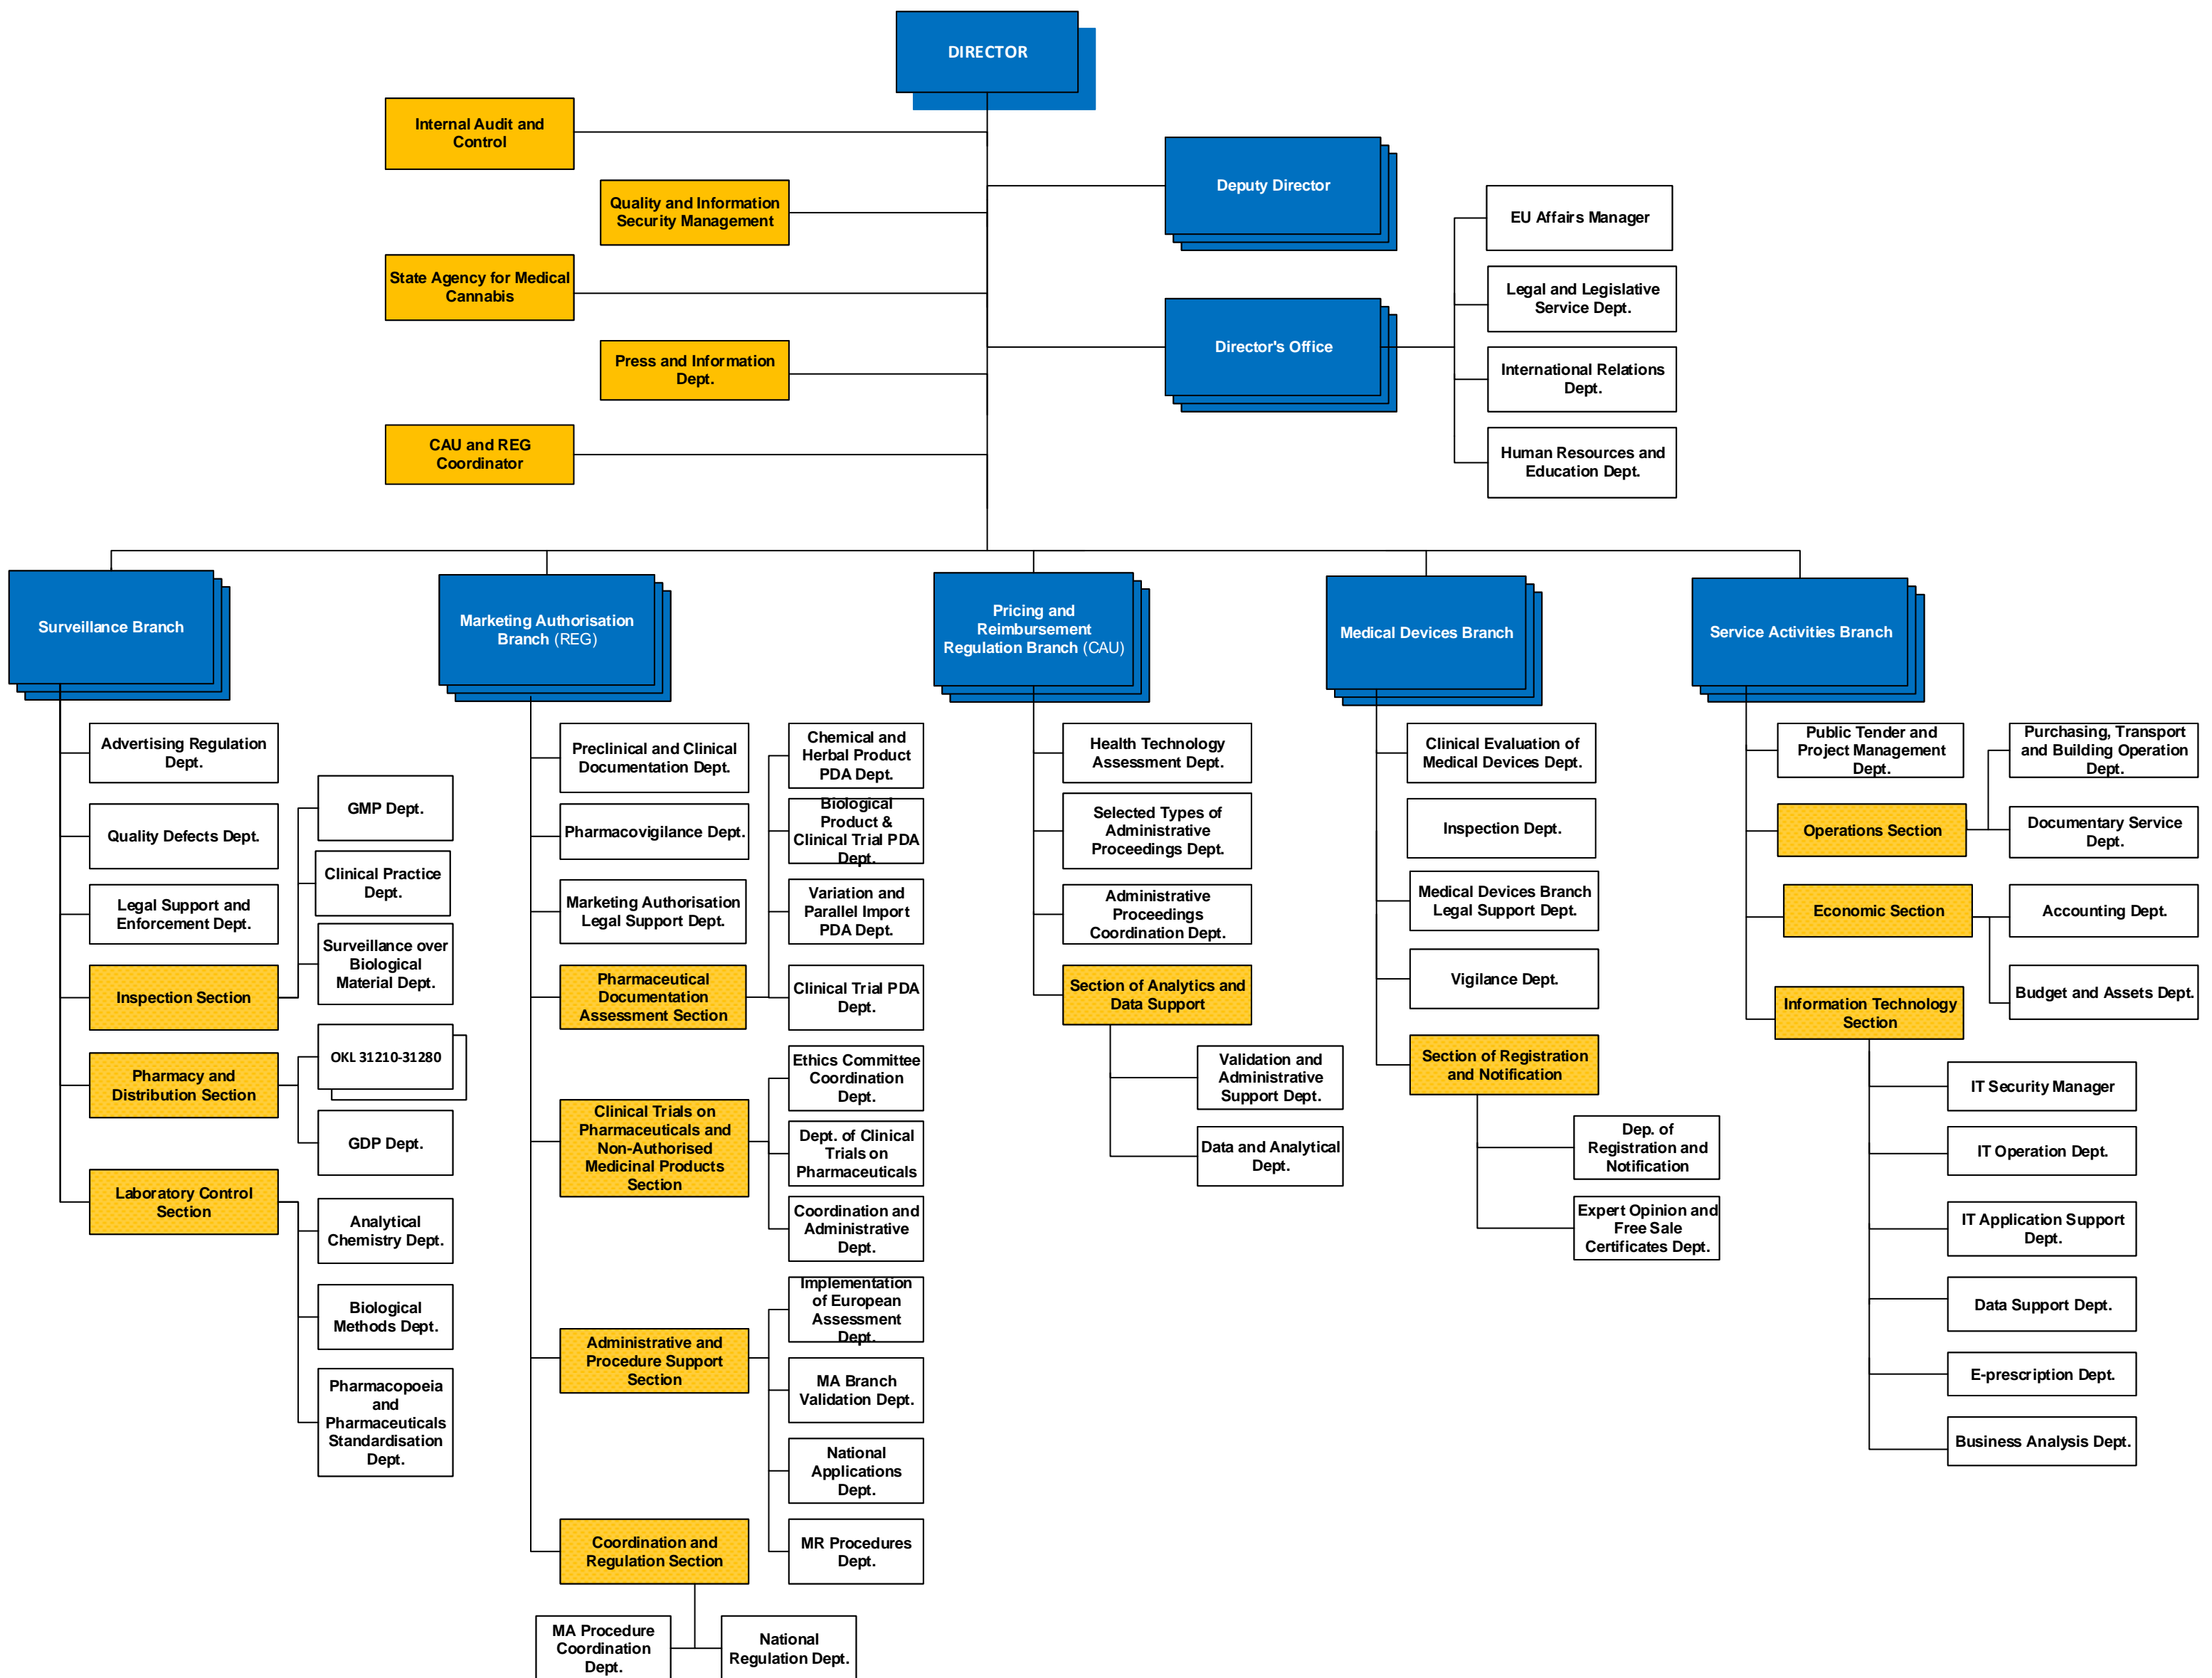 DIRECTOR
Internal Audit and
Control
Quality and Information
Security Management
State Agency for Medical
Cannabis
Press and Information
Dept.
CAU and REG
Coordinator
Deputy Director
Director's Office
EU Affairs Manager
Legal and Legislative
Service Dept.
International Relations
Dept.
Human Resources and
Education Dept.
Surveillance Branch
Advertising Regulation
Dept.
Quality Defects Dept.
Legal Support and
Enforcement Dept.
Inspection Section
GMP Dept.
Clinical Practice
Dept.
Surveillance over
Biological
Material Dept.
Pharmacy and
Distribution Section
OKL 31210-31280
GDP Dept.
Laboratory Control
Section
Analytical
Chemistry Dept.
Biological
Methods Dept.
Pharmacopoeia
and
Pharmaceuticals
Standardisation
Dept.
Marketing Authorisation
Branch (REG)
Preclinical and Clinical
Documentation Dept.
Pharmacovigilance Dept.
Marketing Authorisation
Legal Support Dept.
Pharmaceutical
Documentation
Assessment Section
Chemical and
Herbal Product
PDA Dept.
Biological
Product &
Clinical Trial PDA
Dept.
Variation and
Parallel Import
PDA Dept.
Clinical Trial PDA
Dept.
Clinical Trials on
Pharmaceuticals and
Non-Authorised
Medicinal Products
Section
Ethics Committee
Coordination
Dept.
Dept. of Clinical
Trials on
Pharmaceuticals
Coordination and
Administrative
Dept.
Administrative and
Procedure Support
Section
Implementation
of European
Assessment
Dept.
MA Branch
Validation Dept.
National
Applications
Dept.
MR Procedures
Dept.
Coordination and
Regulation Section
MA Procedure
Coordination
Dept.
National
Regulation Dept.
Pricing and
Reimbursement
Regulation Branch (CAU)
Health Technology
Assessment Dept.
Selected Types of
Administrative
Proceedings Dept.
Administrative
Proceedings
Coordination Dept.
Section of Analytics and
Data Support
Validation and
Administrative
Support Dept.
Data and Analytical
Dept.
Medical Devices Branch
Clinical Evaluation of
Medical Devices Dept.
Inspection Dept.
Medical Devices Branch
Legal Support Dept.
Vigilance Dept.
Section of Registration
and Notification
Dep. of
Registration and
Notification
Expert Opinion and
Free Sale
Certificates Dept.
Service Activities Branch
Public Tender and
Project Management
Dept.
Operations Section
Purchasing, Transport
and Building Operation
Dept.
Documentary Service
Dept.
Economic Section
Accounting Dept.
Budget and Assets Dept.
Information Technology
Section
IT Security Manager
IT Operation Dept.
IT Application Support
Dept.
Data Support Dept.
E-prescription Dept.
Business Analysis Dept.